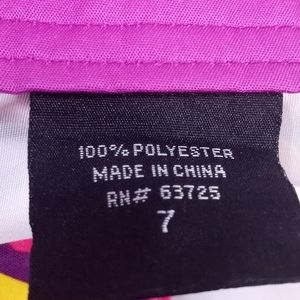 100% POLYESTER
MADE IN CHINA
RN# 63725
7